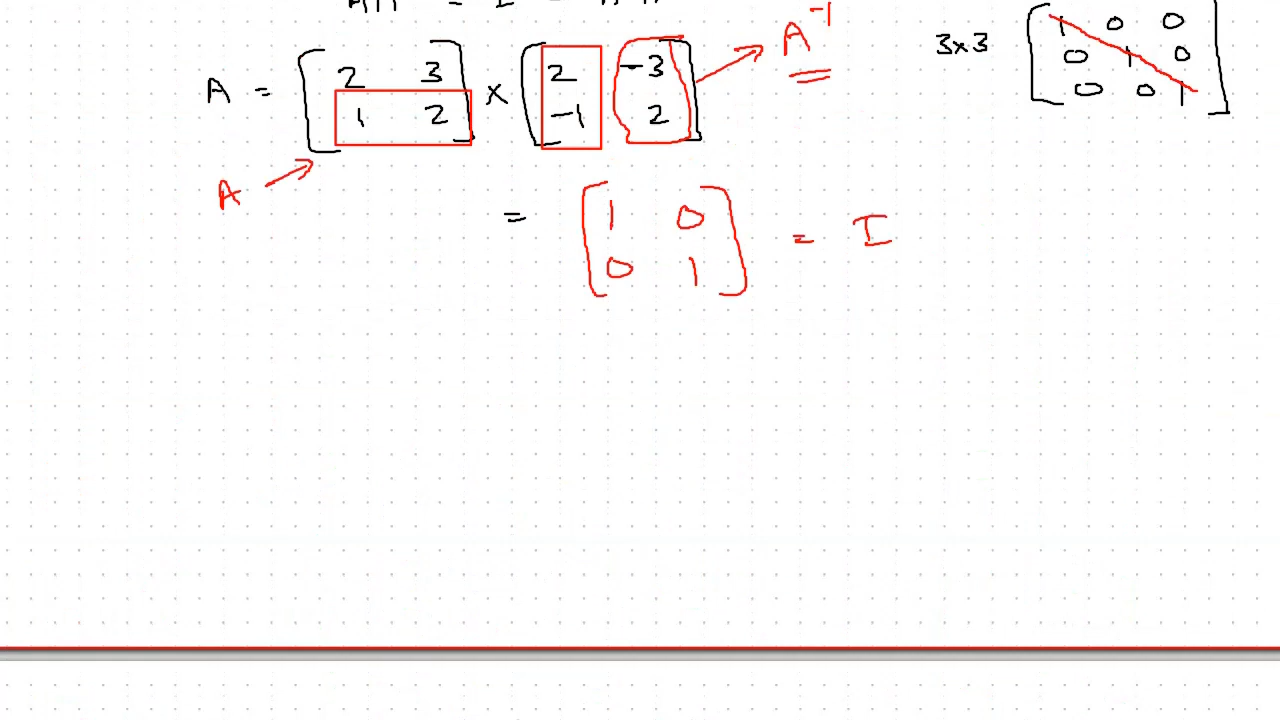 = I =
A = [2 3; 1 2] × [2 -3; -1 2] → A⁻¹
A →
= [1 0; 0 1] = I
3x3 [1 0 0; 0 1 0; 0 0 1]